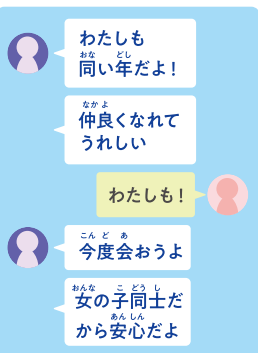 わたしも
同い年だよ！
仲良くなれて
うれしい
わたしも！
今度会おうよ
女の子同士だ
から安心だよ